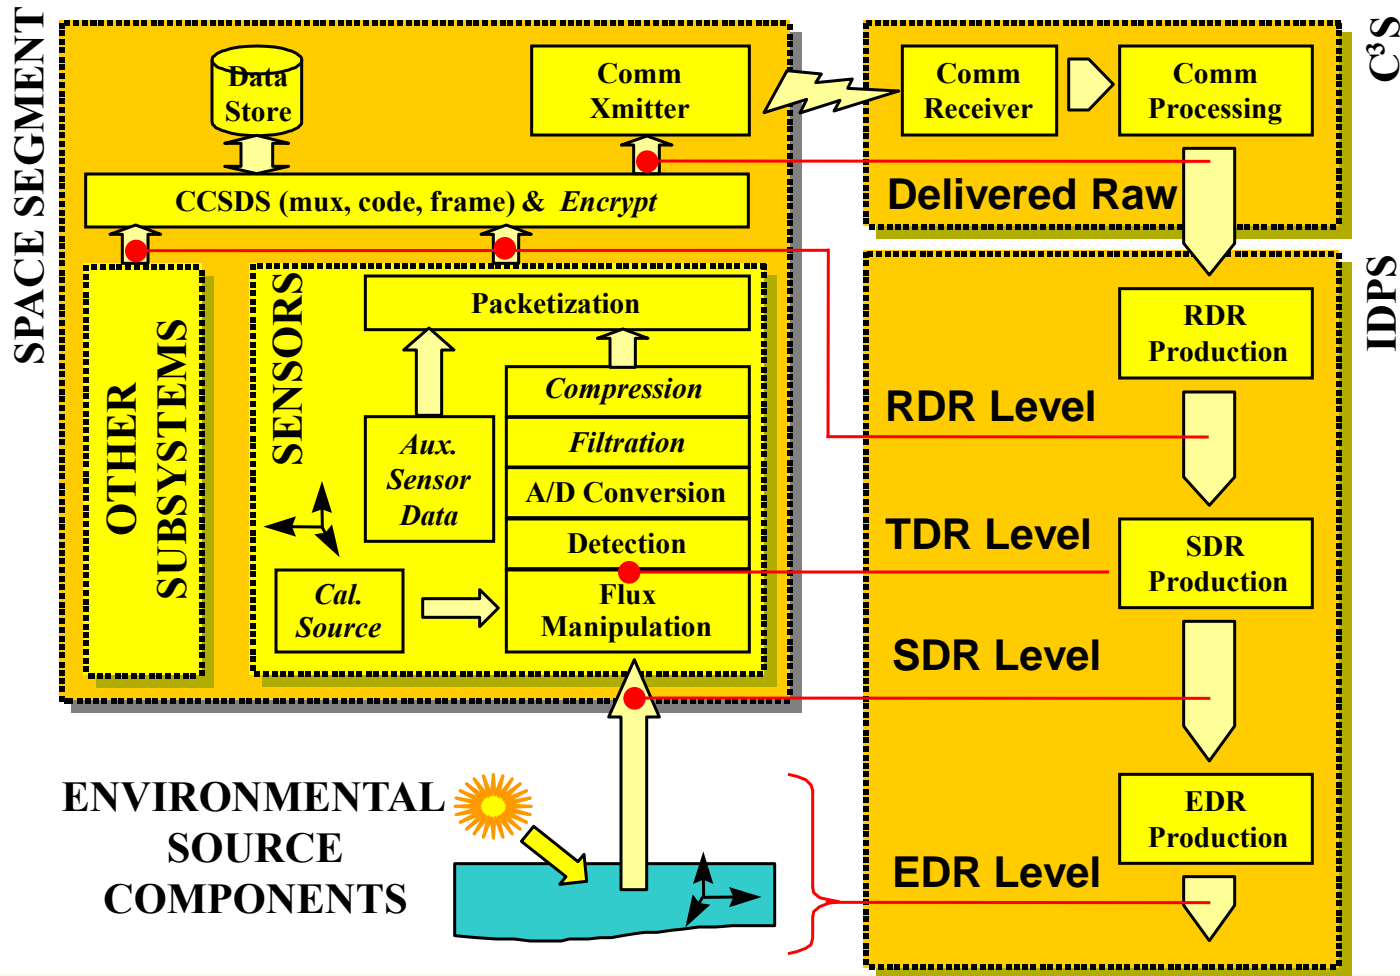 SPACE SEGMENT
Data
Store
Comm
Xmitter
CCSDS (mux, code, frame) & Encrypt
OTHER
SUBSYSTEMS
SENSORS
Packetization
Compression
Filtration
A/D Conversion
Detection
Flux
Manipulation
Aux.
Sensor
Data
Cal.
Source
ENVIRONMENTAL
SOURCE
COMPONENTS
C³S
Comm
Receiver
Comm
Processing
Delivered Raw
IDPS
RDR
Production
RDR Level
TDR Level
SDR
Production
SDR Level
EDR
Production
EDR Level